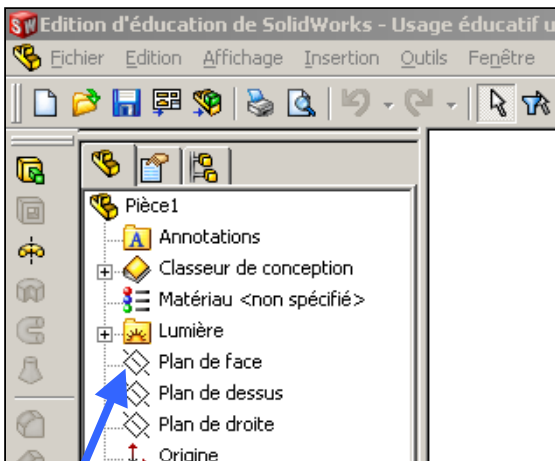 Edition d'éducation de SolidWorks - Usage éducatif u
Fichier Edition Affichage Insertion Outils Fenêtre
Pièce1
Annotations
Classeur de conception
Matériau <non spécifié>
Lumière
Plan de face
Plan de dessus
Plan de droite
Origine